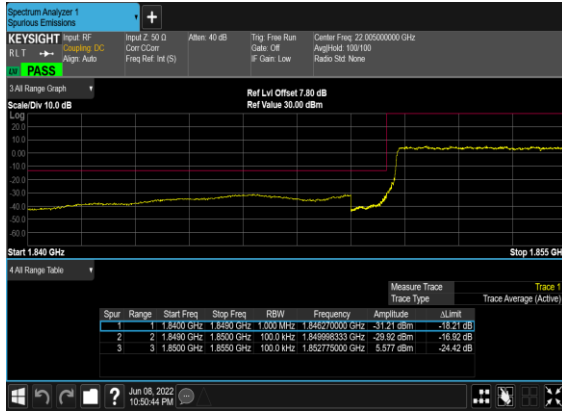 Spectrum Analyzer 1
Spurious Emissions
KEYSIGHT Input: RF Input Z: 50 Ω Atten: 40 dB Trig: Free Run Center Freq: 22.005000000 GHz
RLT Coupling: DC Corr CCorr Gate: Off Avg|Hold: 100/100
Align: Auto Freq Ref: Int (S) IF Gain: Low Radio Std: None
PASS
3 All Range Graph
Ref Lvl Offset 7.80 dB
Scale/Div 10.0 dB Ref Value 30.00 dBm
Log
20.0
10.0
0.00
-10.0
-20.0
-30.0
-40.0
-50.0
-60.0
Start 1.840 GHz Stop 1.855 GH
4 All Range Table
Measure Trace Trace 1
Trace Type Trace Average (Active)
Spur Range Start Freq Stop Freq RBW Frequency Amplitude ΔLimit
1 1 1.8400 GHz 1.8490 GHz 1.000 MHz 1.846270000 GHz -31.21 dBm -18.21 dB
2 2 1.8490 GHz 1.8500 GHz 100.0 kHz 1.849998333 GHz -29.92 dBm -16.92 dB
3 3 1.8500 GHz 1.8550 GHz 100.0 kHz 1.852775000 GHz 5.577 dBm -24.42 dB
? Jun 08, 2022
10:50:44 PM